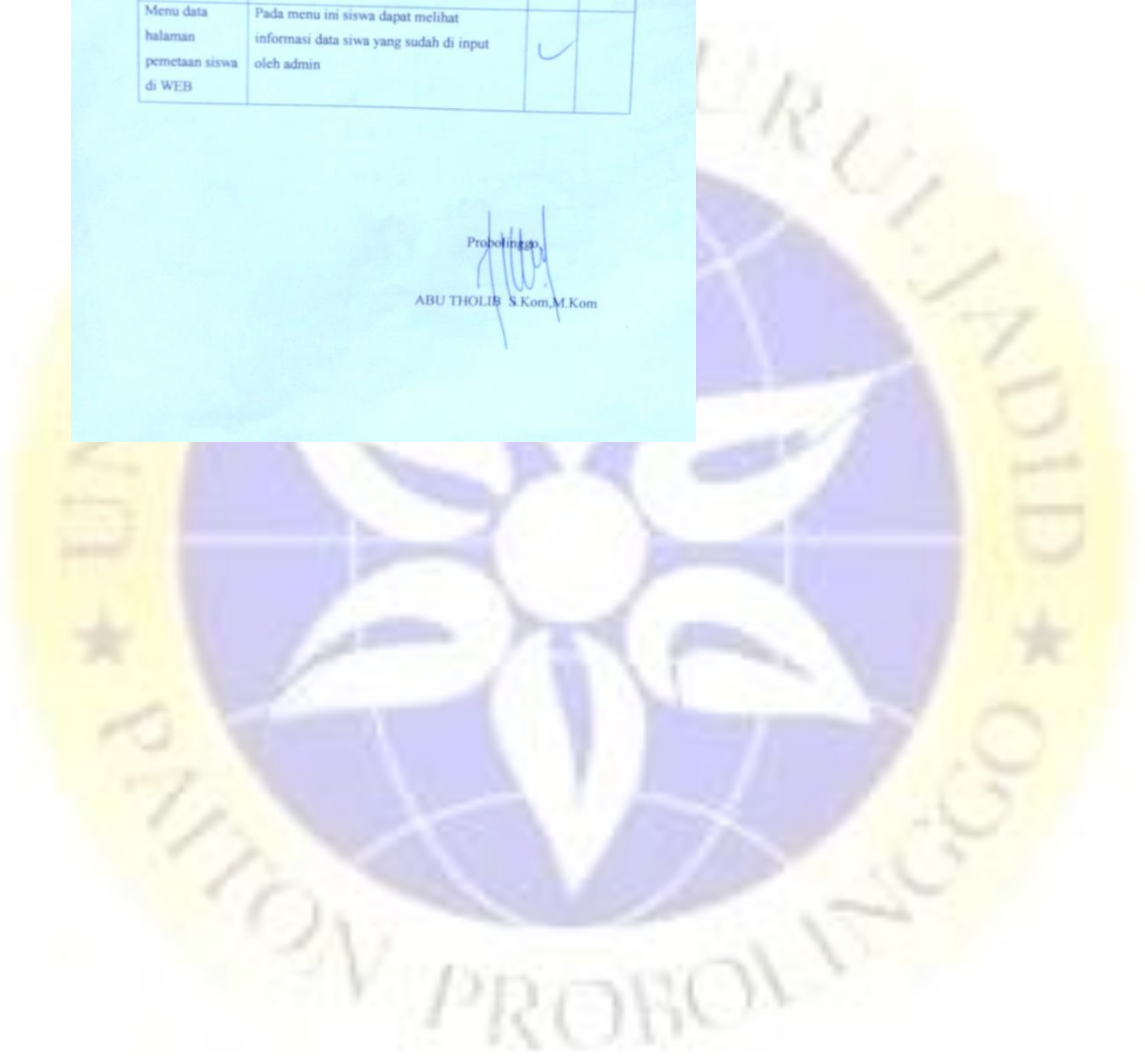 Menu data
halaman
pemetaan siswa
di WEB
Pada menu ini siswa dapat melihat
informasi data siwa yang sudah di input
oleh admin
Probolinggo,
ABU THOLIB S.Kom,M.Kom
NURUL JADID
PAITON PROBOLINGGO